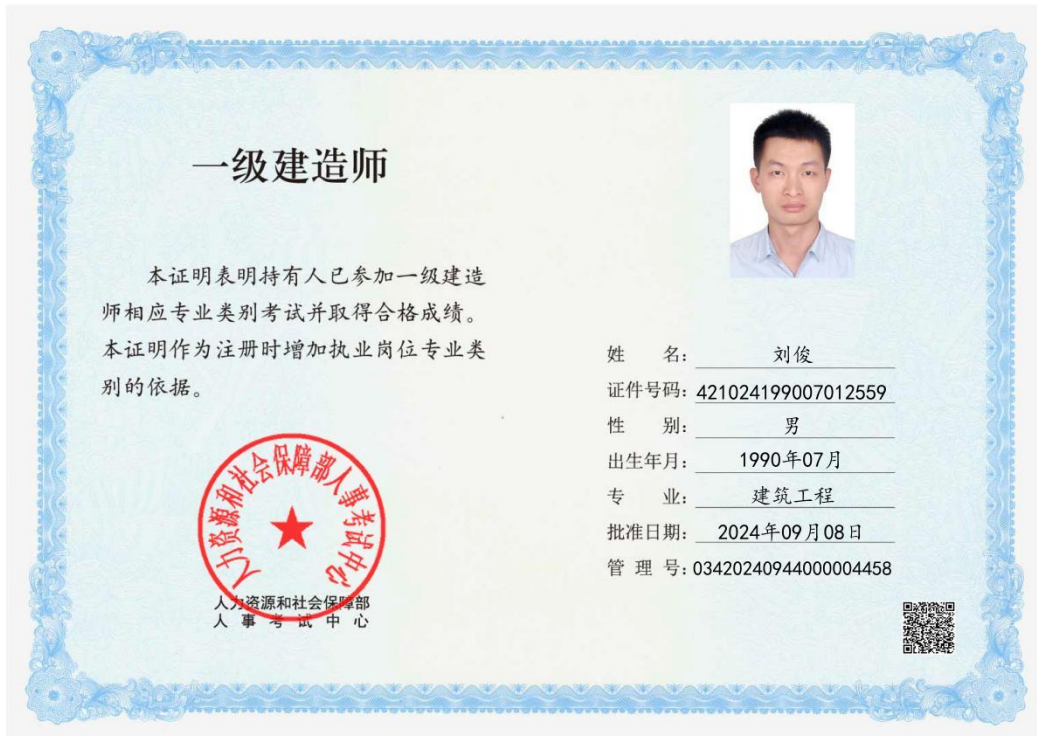 一级建造师
本证明表明持有人已参加一级建造
师相应专业类别考试并取得合格成绩。
本证明作为注册时增加执业岗位专业类
别的依据。
人力资源和社会保障部人事考试中心
人力资源和社会保障部
人事考试中心
姓 名: 刘俊
证件号码: 421024199007012559
性 别: 男
出生年月: 1990年07月
专 业: 建筑工程
批准日期: 2024年09月08日
管 理 号: 03420240944000004458